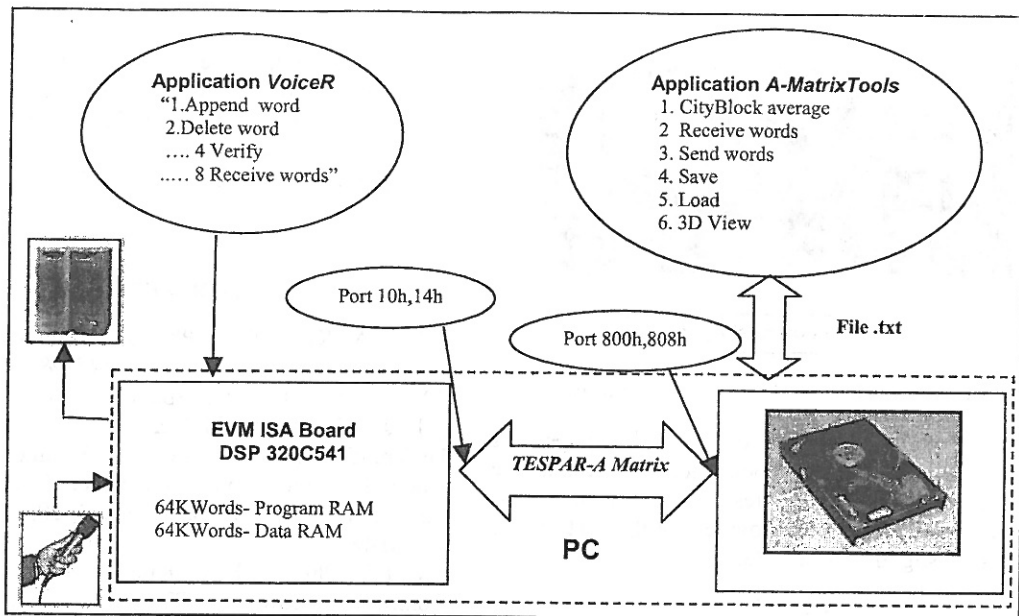 Application VoiceR
“1.Append word
2.Delete word
.... 4 Verify
..... 8 Receive words”
Application A-MatrixTools
1. CityBlock average
2 Receive words
3. Send words
4. Save
5. Load
6. 3D View
Port 10h,14h
Port 800h,808h
File .txt
EVM ISA Board
DSP 320C541
64KWords- Program RAM
64KWords- Data RAM
TESPAR-A Matrix
PC